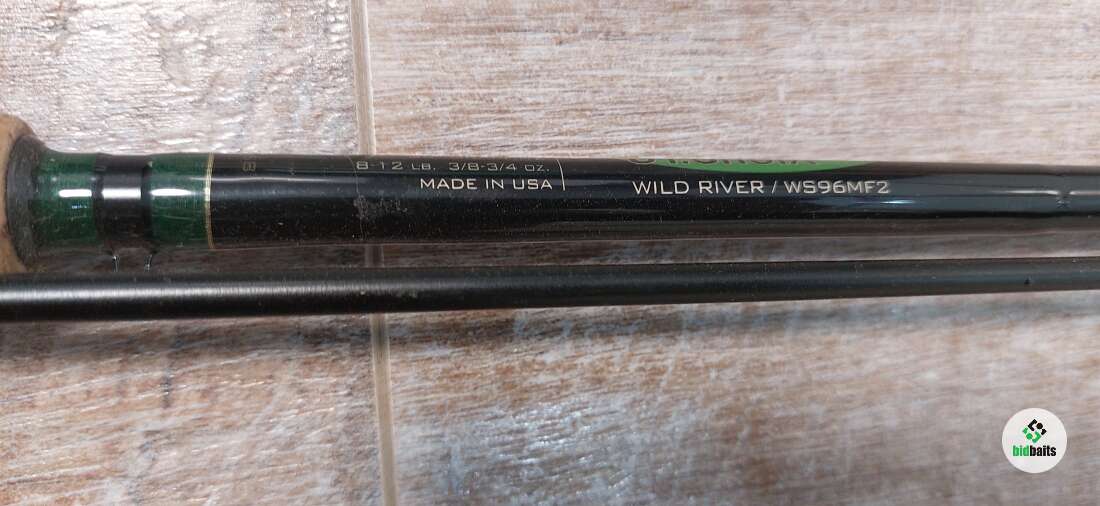 8-12 LB. 3/8-3/4 OZ.
MADE IN USA
WILD RIVER / WS96MF2
bidbaits